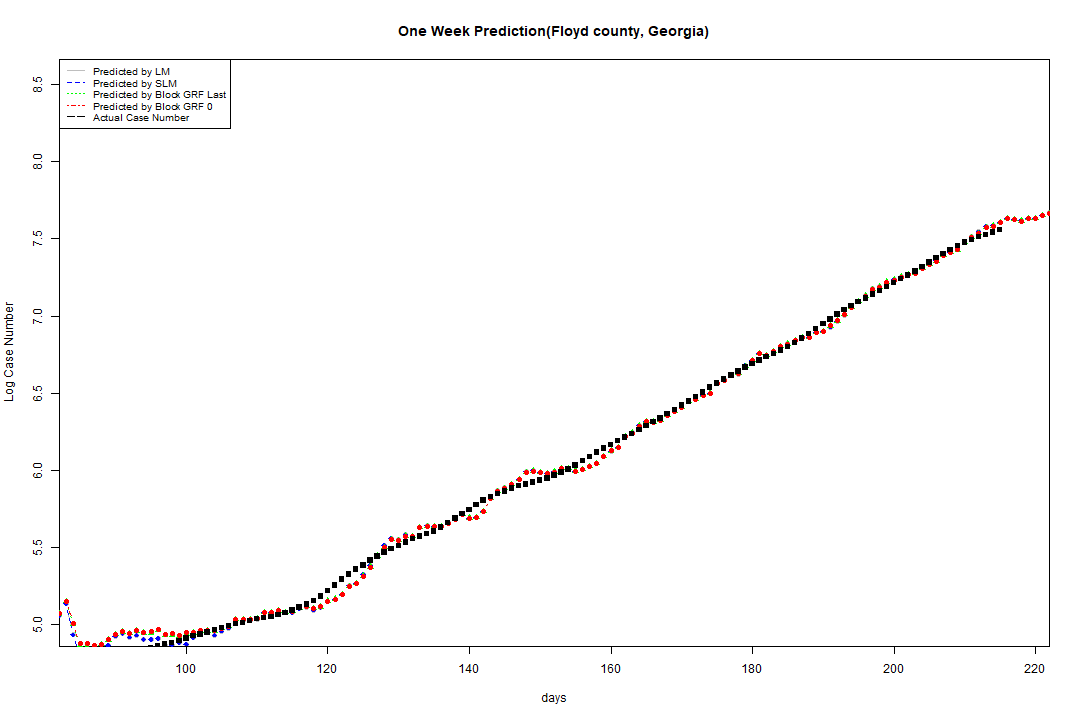 One Week Prediction(Floyd county, Georgia)
Predicted by LM
Predicted by SLM
Predicted by Block GRF Last
Predicted by Block GRF 0
Actual Case Number
8.5
8.0
7.5
7.0
6.5
6.0
5.5
5.0
Log Case Number
100 120 140 160 180 200 220
days